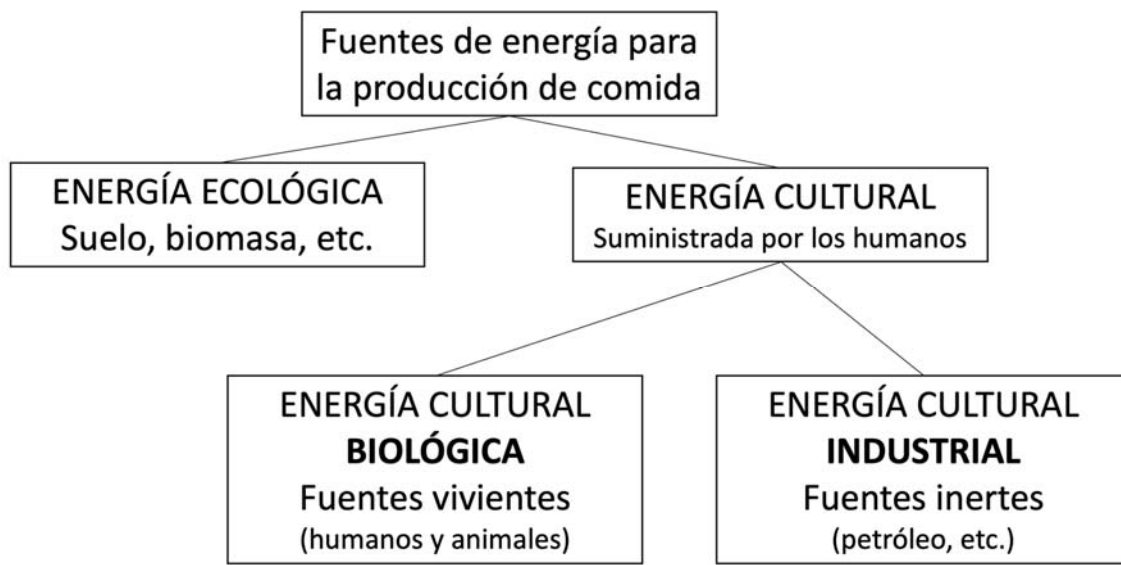 Fuentes de energía para
la producción de comida
ENERGÍA ECOLÓGICA
Suelo, biomasa, etc.
ENERGÍA CULTURAL
Suministrada por los humanos
ENERGÍA CULTURAL
BIOLÓGICA
Fuentes vivientes
(humanos y animales)
ENERGÍA CULTURAL
INDUSTRIAL
Fuentes inertes
(petróleo, etc.)